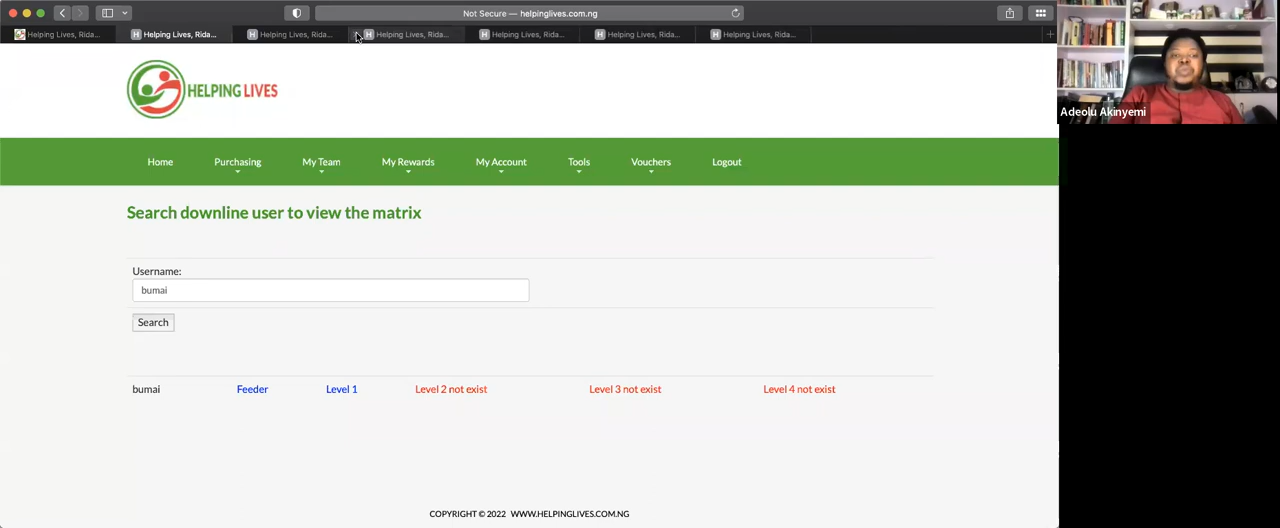 Not Secure — helpinglives.com.ng
Helping Lives, Rida...
Helping Lives, Rida...
Helping Lives, Rida...
Helping Lives, Rida...
Helping Lives, Rida...
Helping Lives, Rida...
Helping Lives, Rida...
Adeolu Akinyemi
HELPING LIVES
Home Purchasing My Team My Rewards My Account Tools Vouchers Logout
Search downline user to view the matrix
Username:
bumai
Search
bumai Feeder Level 1 Level 2 not exist Level 3 not exist Level 4 not exist
COPYRIGHT © 2022 WWW.HELPINGLIVES.COM.NG